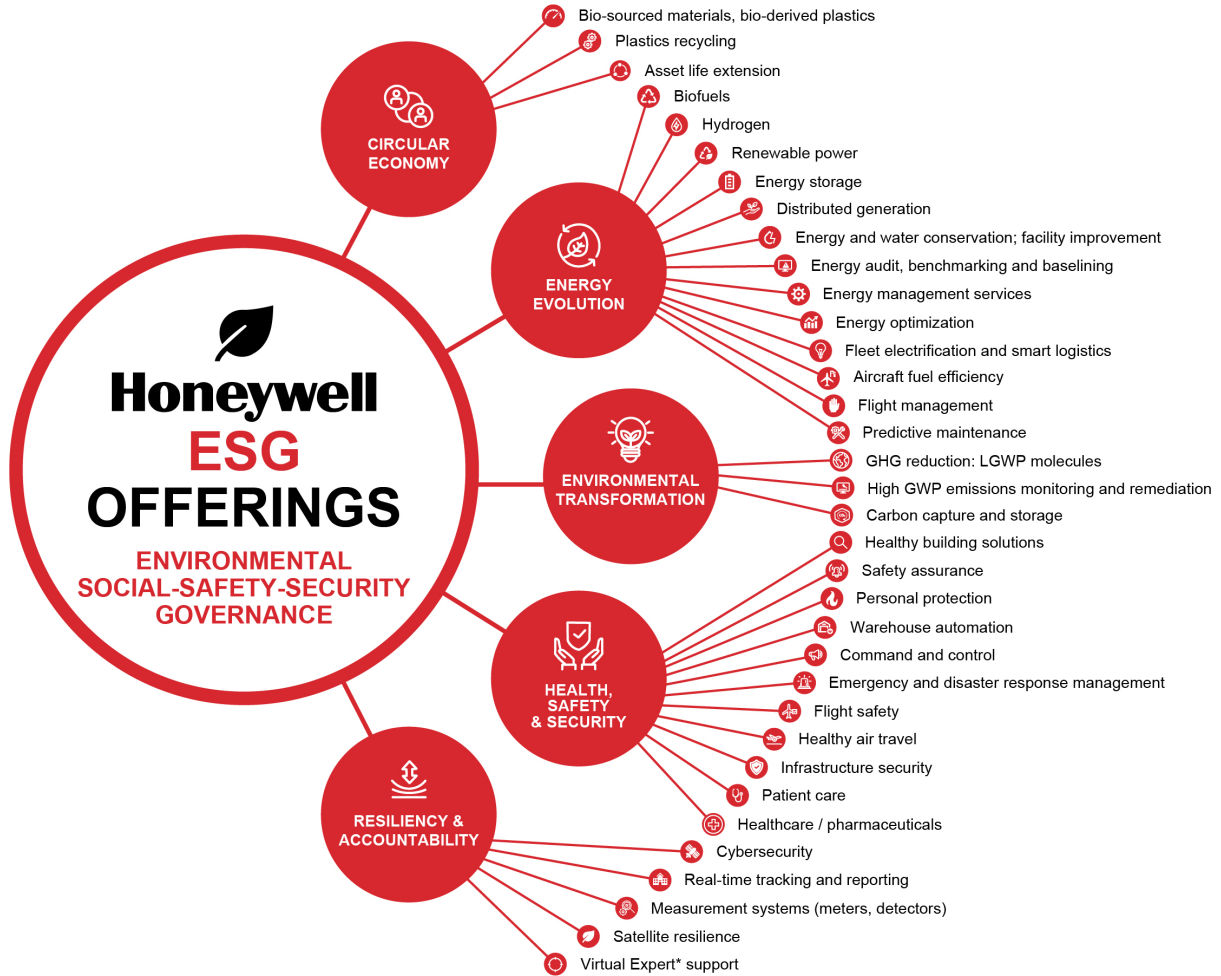 Honeywell
ESG
OFFERINGS
ENVIRONMENTAL
SOCIAL-SAFETY-SECURITY
GOVERNANCE
CIRCULAR
ECONOMY
Bio-sourced materials, bio-derived plastics
Plastics recycling
Asset life extension
ENERGY
EVOLUTION
Biofuels
Hydrogen
Renewable power
Energy storage
Distributed generation
Energy and water conservation; facility improvement
Energy audit, benchmarking and baselining
Energy management services
Energy optimization
Fleet electrification and smart logistics
Aircraft fuel efficiency
Flight management
Predictive maintenance
ENVIRONMENTAL
TRANSFORMATION
GHG reduction: LGWP molecules
High GWP emissions monitoring and remediation
Carbon capture and storage
HEALTH,
SAFETY
& SECURITY
Healthy building solutions
Safety assurance
Personal protection
Warehouse automation
Command and control
Emergency and disaster response management
Flight safety
Healthy air travel
Infrastructure security
Patient care
Healthcare / pharmaceuticals
RESILIENCY &
ACCOUNTABILITY
Cybersecurity
Real-time tracking and reporting
Measurement systems (meters, detectors)
Satellite resilience
Virtual Expert* support